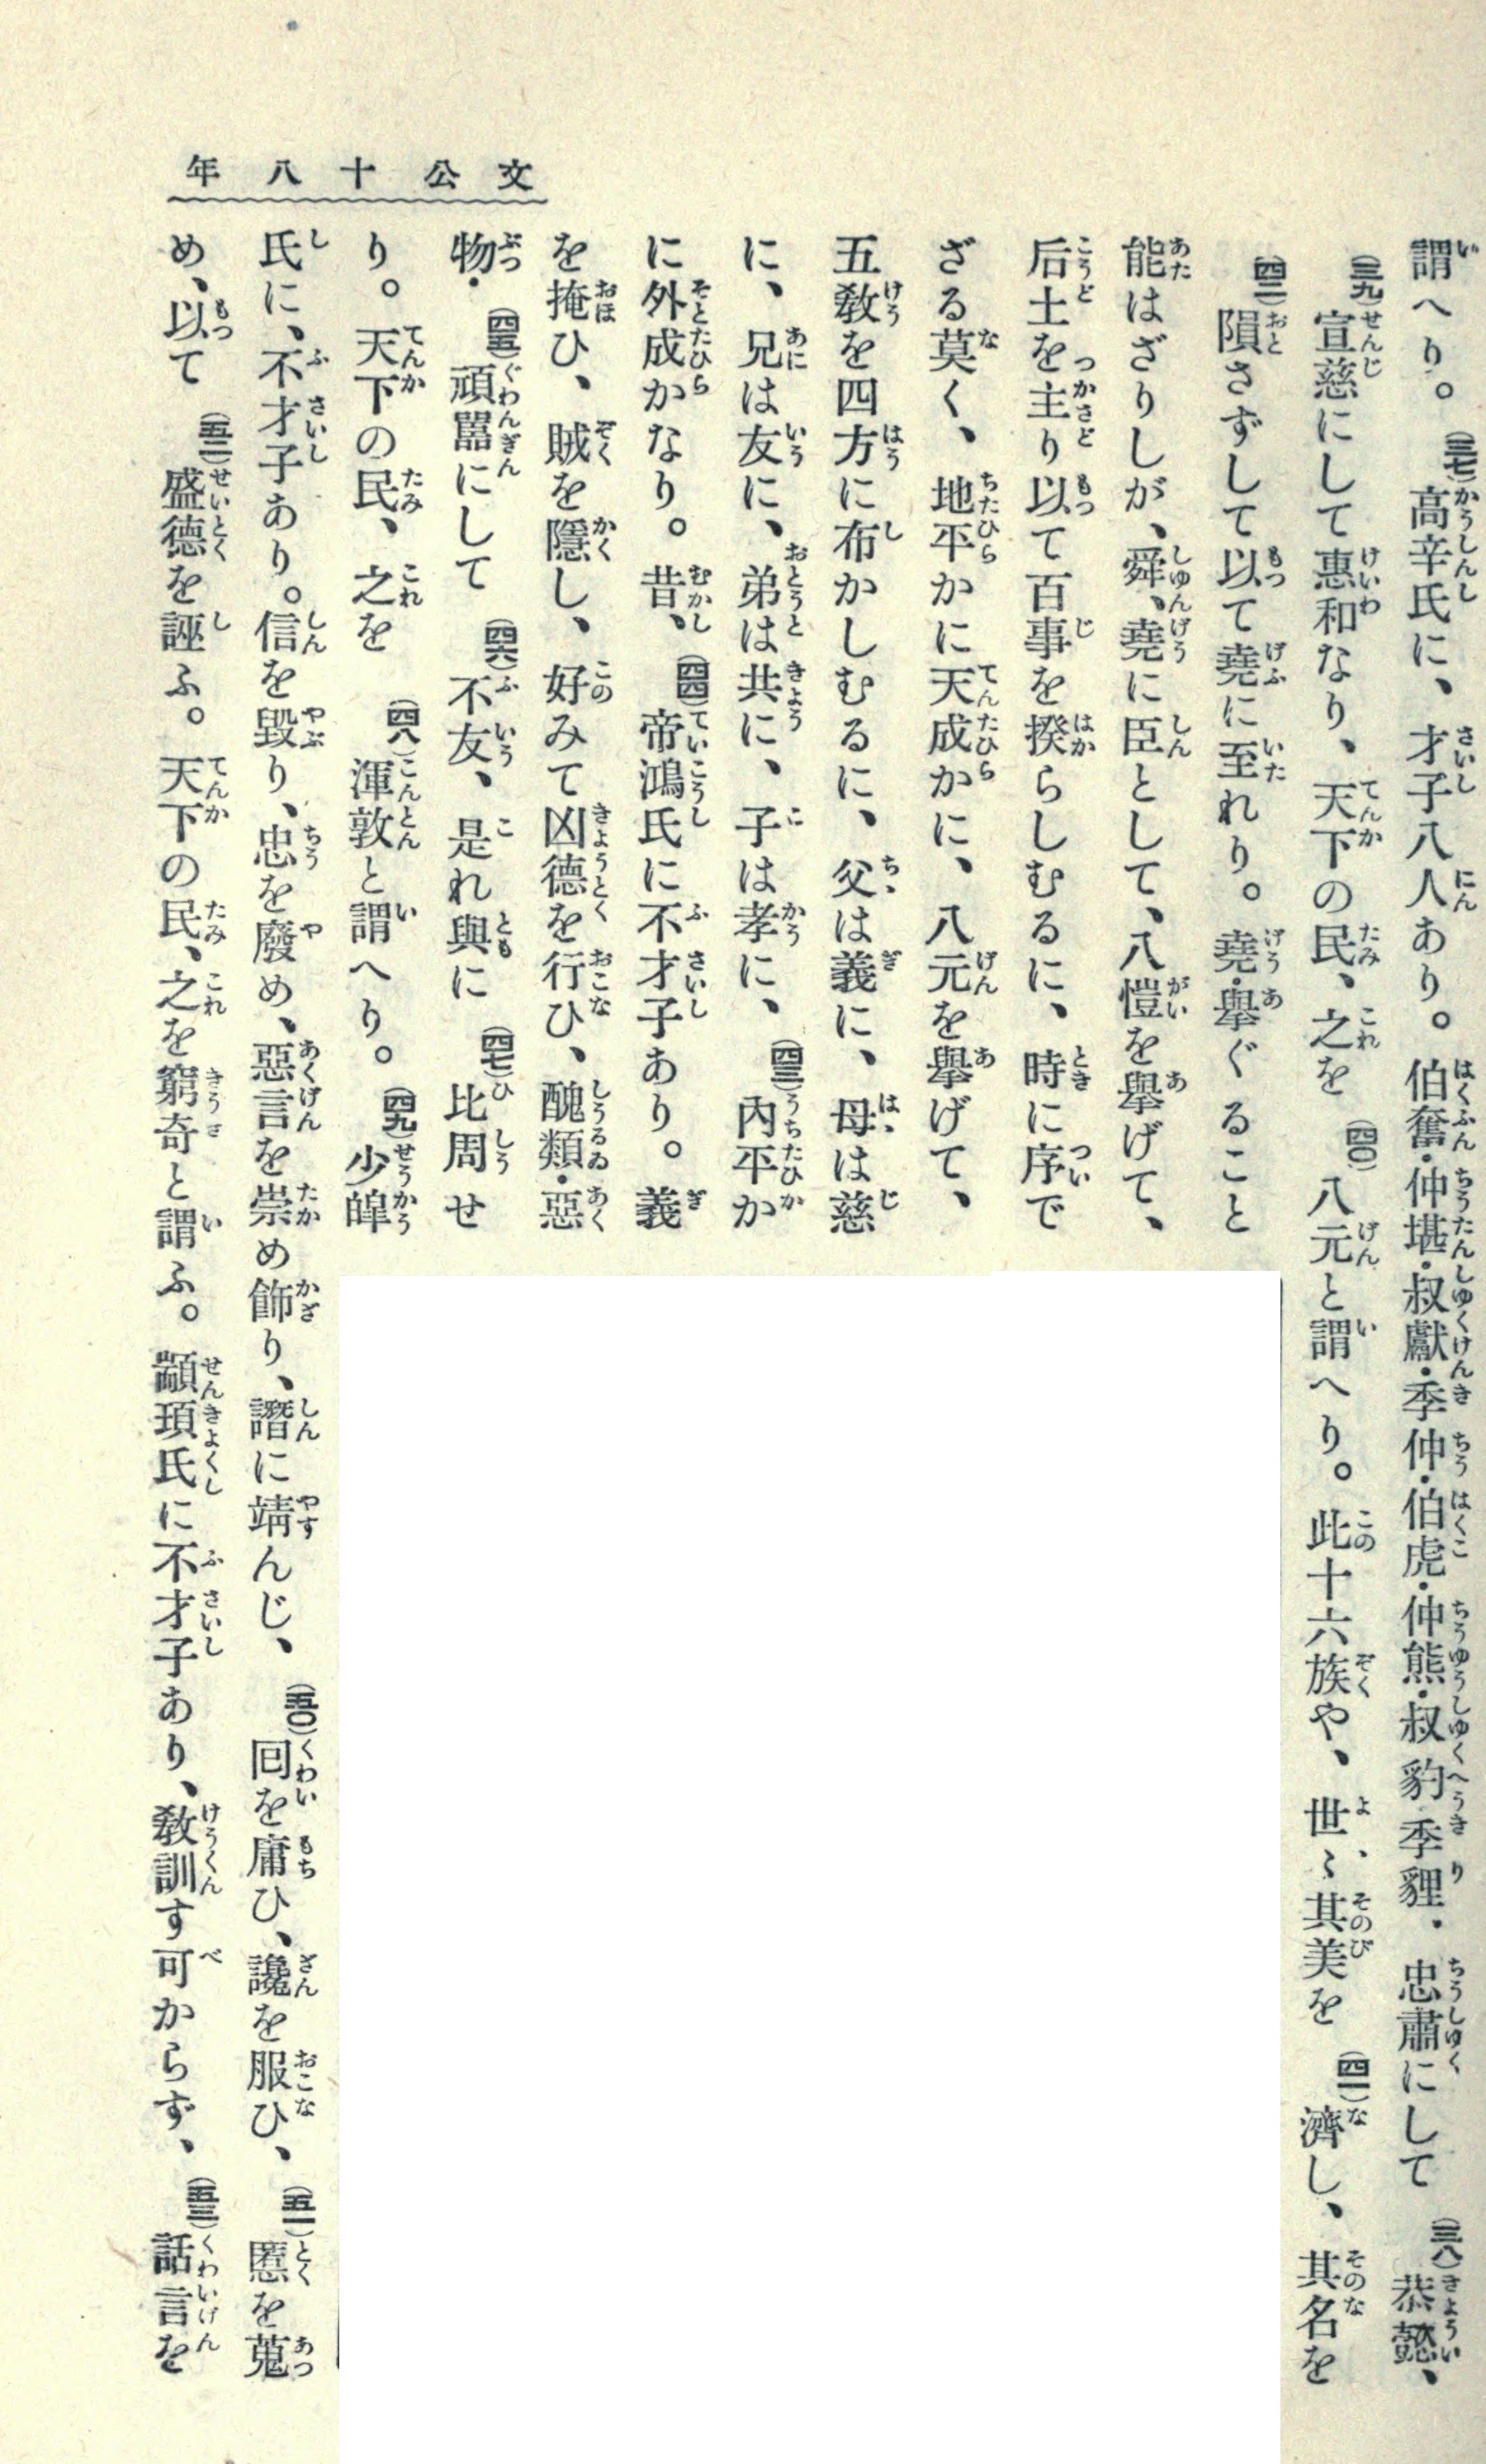 文公十八年
謂へり。(三七)高辛氏に、才子八人あり。伯奮・仲堪・叔獻・季仲・伯虎・仲熊・叔豹・季貍・忠肅にして(三八)恭懿、
(三九)宣慈にして惠和なり、天下の民、之を(四〇)八元と謂へり。此十六族や、世〻其美を(四一)濟し、其名を
(四二)隕さずして以て堯に至れり。堯・擧ぐること
能はざりしが、舜、堯に臣として、八愷を擧げて、
后土を主り以て百事を揆らしむるに、時に序で
ざる莫く、地平かに天成かに、八元を擧げて、
五敎を四方に布かしむるに、父は義に、母は慈
に、兄は友に、弟は共に、子は孝に、(四三)內平か
に外成かなり。昔、(四四)帝鴻氏に不才子あり。義
を掩ひ、賊を隱し、好みて凶德を行ひ、醜類・惡
物・(四五)頑嚚にして(四六)不友、是れ與に(四七)比周せ
り。天下の民、之を(四八)渾敦と謂へり。(四九)少皥
氏に、不才子あり。信を毀り、忠を廢め、惡言を崇め飾り、譖に靖んじ、(五〇)囘を庸ひ、讒を服ひ、(五一)慝を蒐
め、以て(五二)盛德を誣ふ。天下の民、之を窮奇と謂ふ。顓頊氏に不才子あり、敎訓す可からず、(五三)話言を